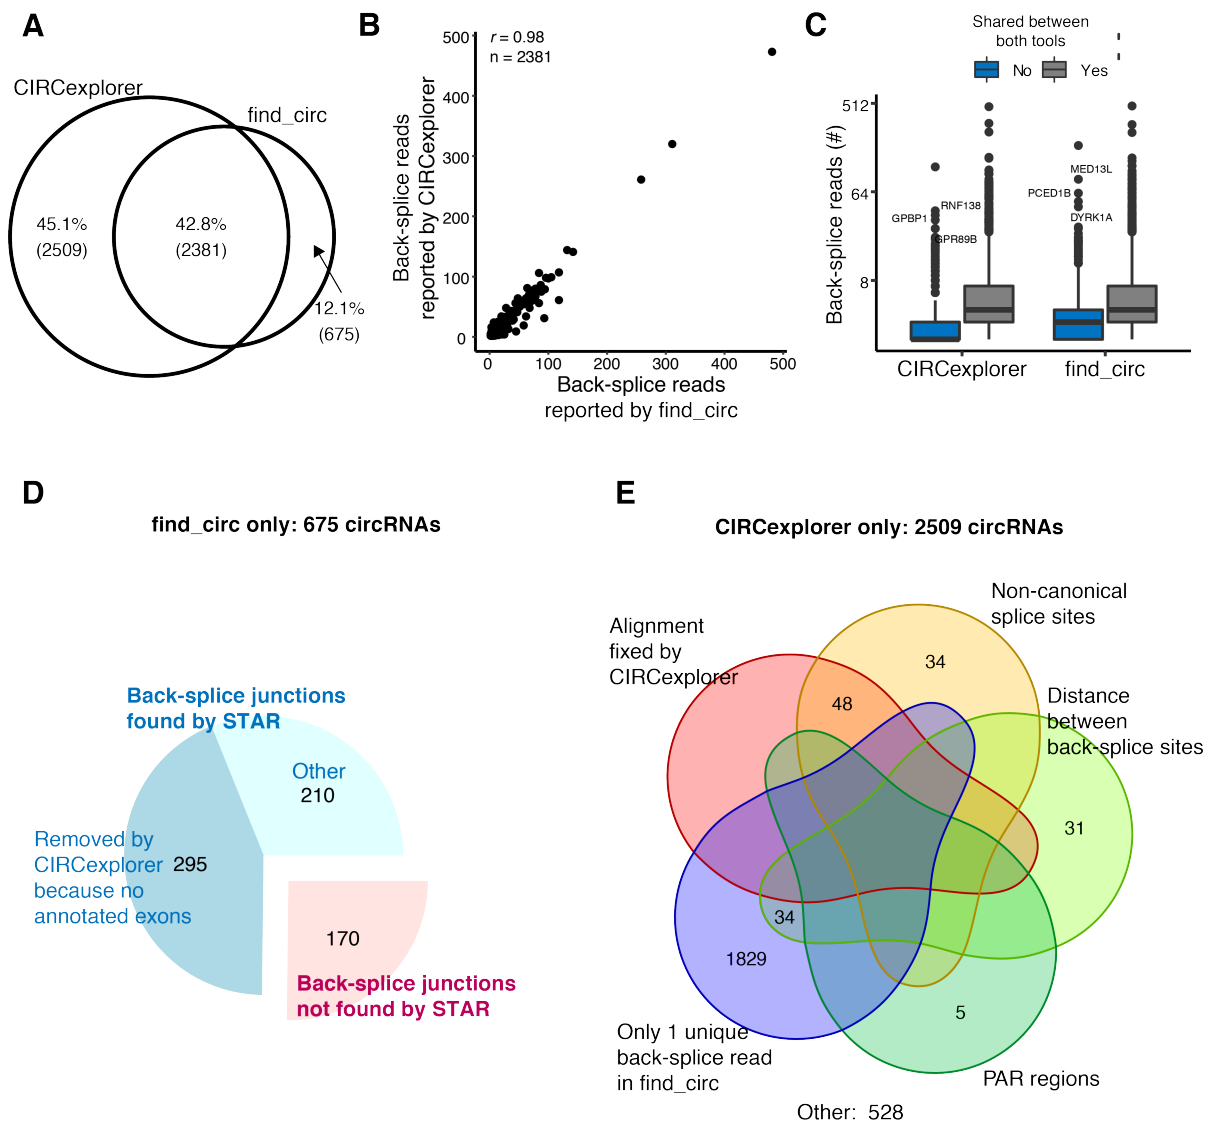 A
CIRCexplorer
find_circ
45.1%
(2509)
42.8%
(2381)
12.1%
(675)
B
r = 0.98
n = 2381
Back-splice reads
reported by CIRCexplorer
500
400
300
200
100
0
0
100
200
300
400
500
Back-splice reads
reported by find_circ
C
Shared between
both tools
No
Yes
Back-splice reads (#)
512
64
8
GPBP1
RNF138
GPR89B
MED13L
PCED1B
DYRK1A
CIRCexplorer
find_circ
D
find_circ only: 675 circRNAs
Back-splice junctions
found by STAR
Other
210
Removed by
CIRCexplorer
because no
annotated exons
295
170
Back-splice junctions
not found by STAR
E
CIRCexplorer only: 2509 circRNAs
Alignment
fixed by
CIRCexplorer
Non-canonical
splice sites
Distance
between
back-splice sites
48
34
31
34
1829
5
Only 1 unique
back-splice read
in find_circ
PAR regions
Other: 528